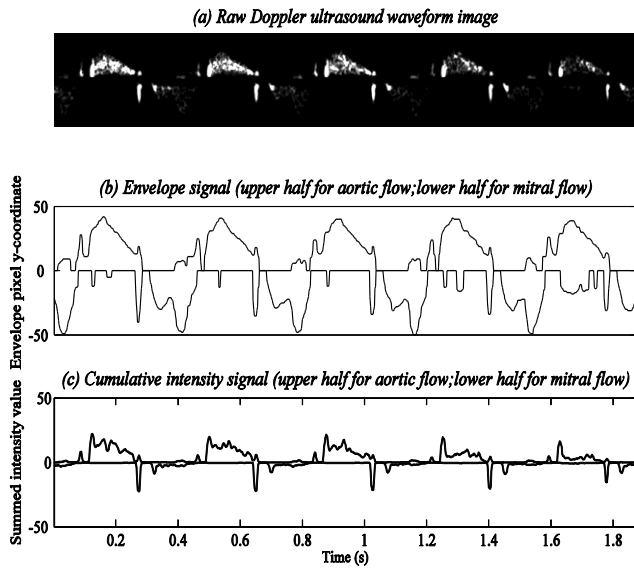 (a) Raw Doppler ultrasound waveform image
(b) Envelope signal (upper half for aortic flow;lower half for mitral flow)
Envelope pixel y-coordinate
50
0
-50
(c) Cumulative intensity signal (upper half for aortic flow;lower half for mitral flow)
Summed intensity value
50
0
-50
0.2 0.4 0.6 0.8 1 1.2 1.4 1.6 1.8
Time (s)